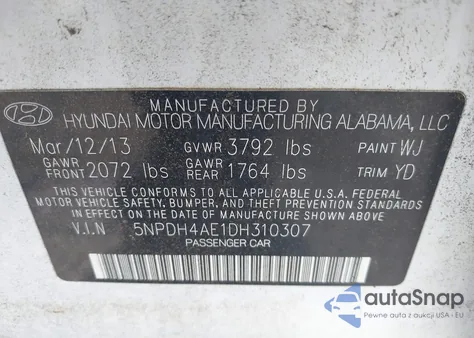 MANUFACTURED BY
HYUNDAI MOTOR MANUFACTURING ALABAMA, LLC
Mar/12/13 GVWR 3792 lbs PAINT WJ
GAWR FRONT 2072 lbs GAWR REAR 1764 lbs TRIM YD
THIS VEHICLE CONFORMS TO ALL APPLICABLE U.S.A. FEDERAL
MOTOR VEHICLE SAFETY, BUMPER, AND THEFT PREVENTION
STANDARDS IN EFFECT ON THE DATE OF MANUFACTURE SHOWN
ABOVE.
V.I.N 5NPDH4AE1DH310307
PASSENGER CAR
autoSnap
Pewne auta z aukcji USA - EU